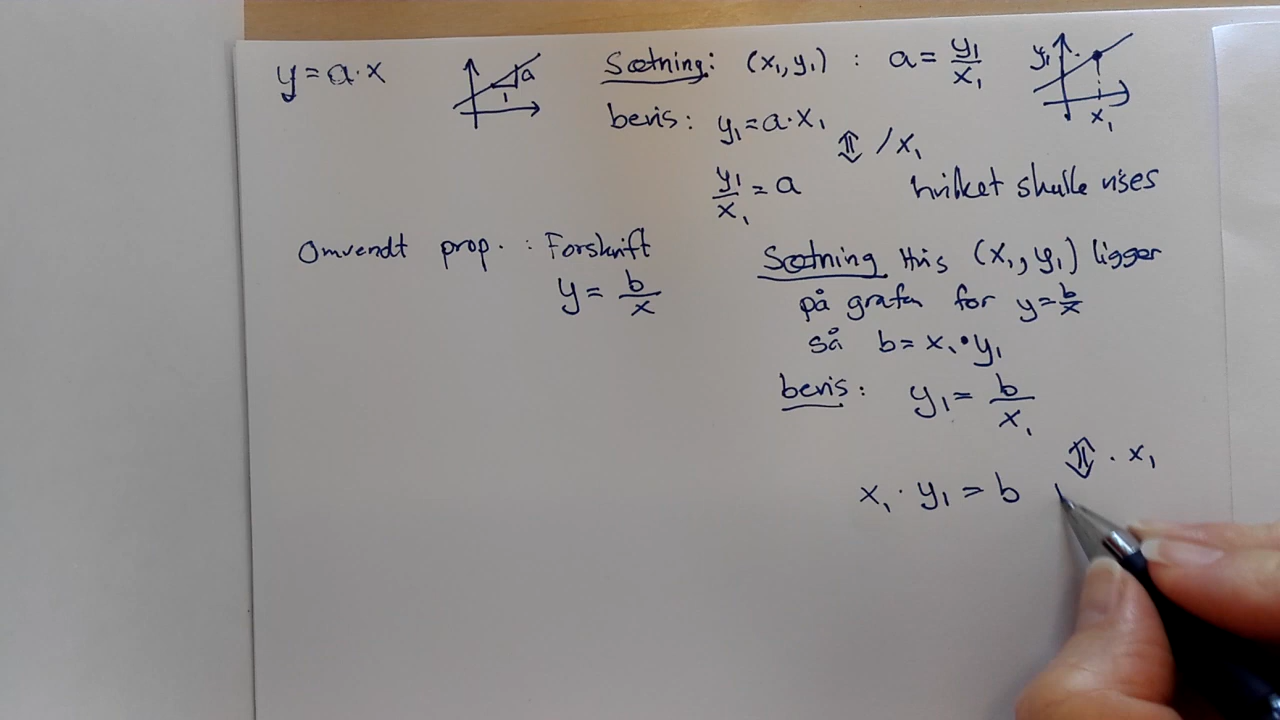 y = a · x
a
1
Sætning: (x₁, y₁) : a = y₁/x₁
y₁
x₁
bevis: y₁ = a · x₁
⇕ /x₁
y₁/x₁ = a hvilket skulle vises
Omvendt prop. : Forskrift
y = b/x
Sætning Hvis (x₁, y₁) ligger
på grafen for y = b/x
så b = x₁ · y₁
bevis: y₁ = b/x₁
⇕ · x₁
x₁ · y₁ = b